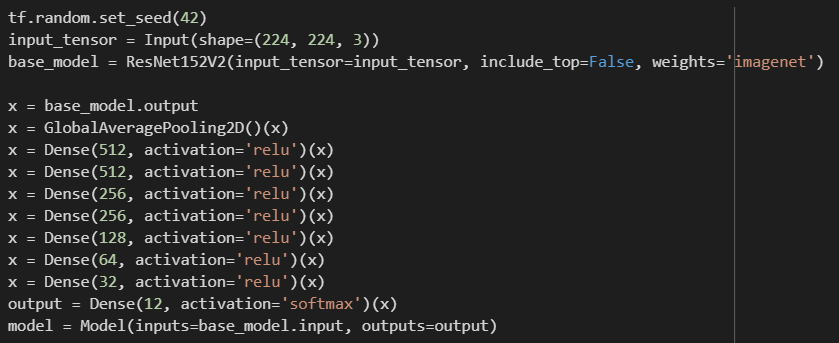 tf.random.set_seed(42)
input_tensor = Input(shape=(224, 224, 3))
base_model = ResNet152V2(input_tensor=input_tensor, include_top=False, weights='imagenet')
x = base_model.output
x = GlobalAveragePooling2D()(x)
x = Dense(512, activation='relu')(x)
x = Dense(512, activation='relu')(x)
x = Dense(256, activation='relu')(x)
x = Dense(256, activation='relu')(x)
x = Dense(128, activation='relu')(x)
x = Dense(64, activation='relu')(x)
x = Dense(32, activation='relu')(x)
output = Dense(12, activation='softmax')(x)
model = Model(inputs=base_model.input, outputs=output)